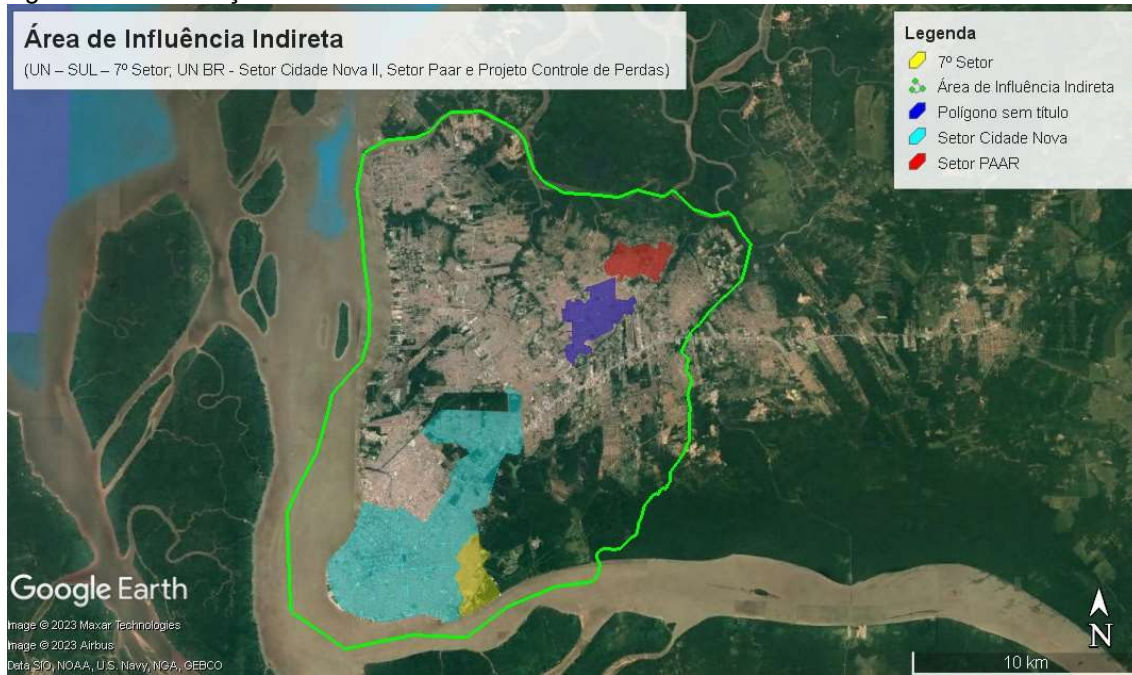 Área de Influência Indireta
(UN – SUL – 7º Setor; UN BR - Setor Cidade Nova II, Setor Paar e Projeto Controle de Perdas)
Legenda
7º Setor
Área de Influência Indireta
Polígono sem título
Setor Cidade Nova
Setor PAAR
Google Earth
Image © 2023 Maxar Technologies
Image © 2023 Airbus
Data SIO, NOAA, U.S. Navy, NGA, GEBCO
N
10 km